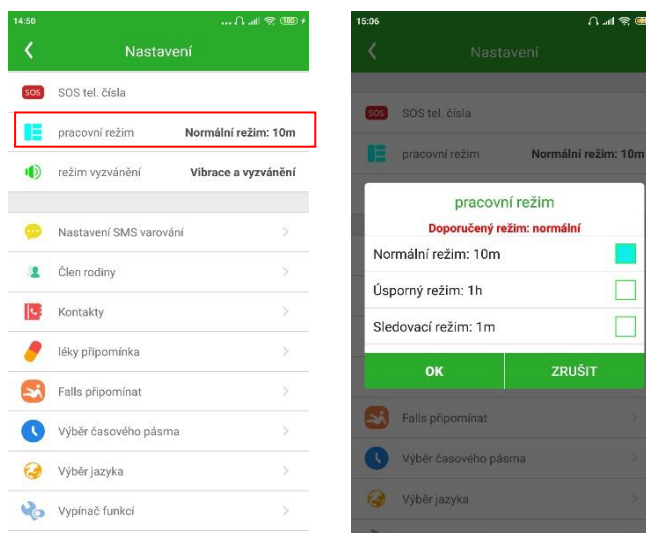 14:50
... 100
Nastavení
SOS SOS tel. čísla
pracovní režim Normální režim: 10m
režim vyzvánění Vibrace a vyzvánění
Nastavení SMS varování
Člen rodiny
Kontakty
léky připomínka
Falls připomínat
Výběr časového pásma
Výběr jazyka
Vypínač funkcí
15:06
Nastavení
SOS SOS tel. čísla
pracovní režim Normální režim: 10m
pracovní režim
Doporučený režim: normální
Normální režim: 10m
Úsporný režim: 1h
Sledovací režim: 1m
OK ZRUŠIT
Falls připomínat
Výběr časového pásma
Výběr jazyka